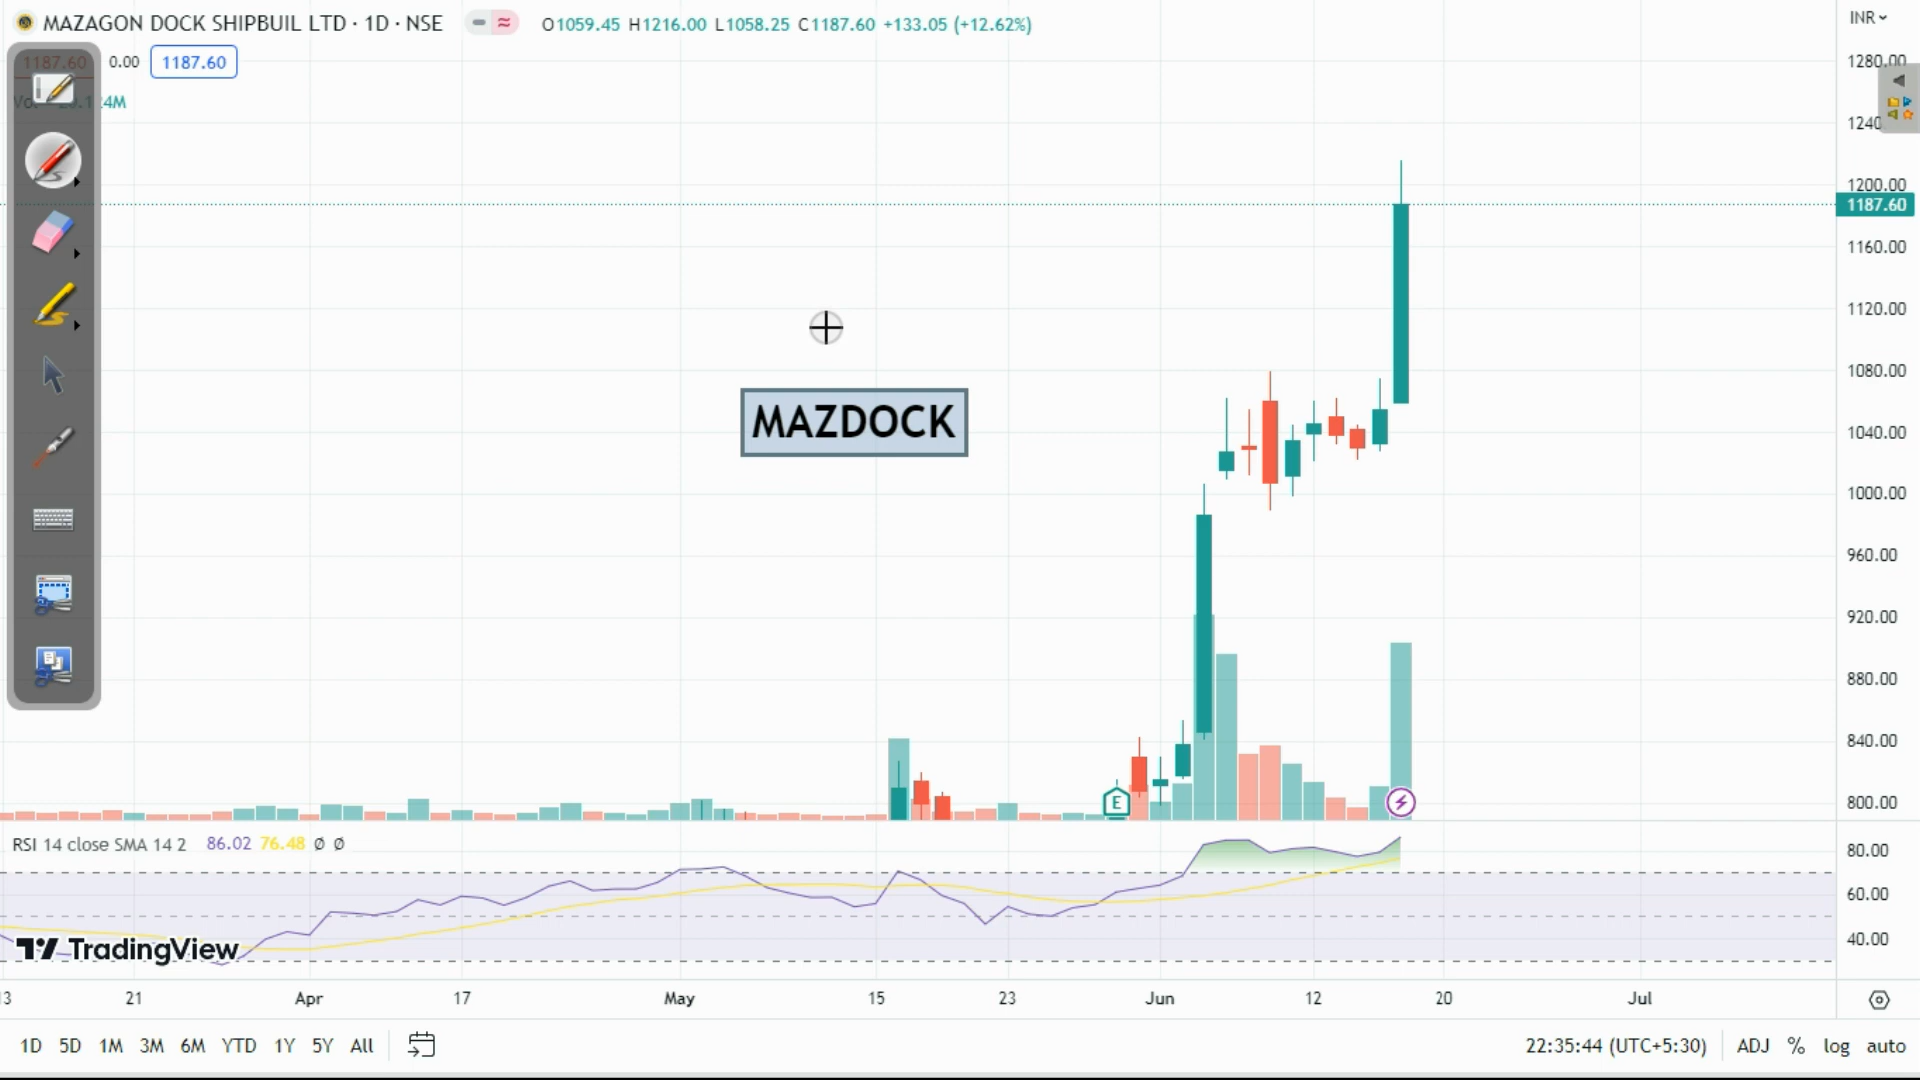 MAZAGON DOCK SHIPBUIL LTD · 1D · NSE O1059.45 H1216.00 L1058.25 C1187.60 +133.05 (+12.62%)
INR
1187.60 0.00 1187.60
1280.00
1240
1200.00
1187.60
1160.00
1120.00
1080.00
MAZDOCK
1040.00
1000.00
960.00
920.00
880.00
840.00
E
800.00
RSI 14 close SMA 14 2 86.02 76.48 Ø Ø
80.00
60.00
40.00
TradingView
13 21 Apr 17 May 15 23 Jun 12 20 Jul
1D 5D 1M 3M 6M YTD 1Y 5Y All 22:35:44 (UTC+5:30) ADJ % log auto